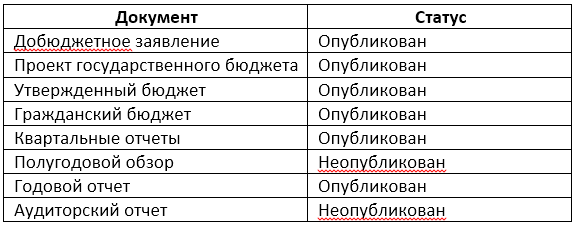 Документ Статус
Добюджетное заявление Опубликован
Проект государственного бюджета Опубликован
Утвержденный бюджет Опубликован
Гражданский бюджет Опубликован
Квартальные отчеты Опубликован
Полугодовой обзор Неопубликован
Годовой отчет Опубликован
Аудиторский отчет Неопубликован